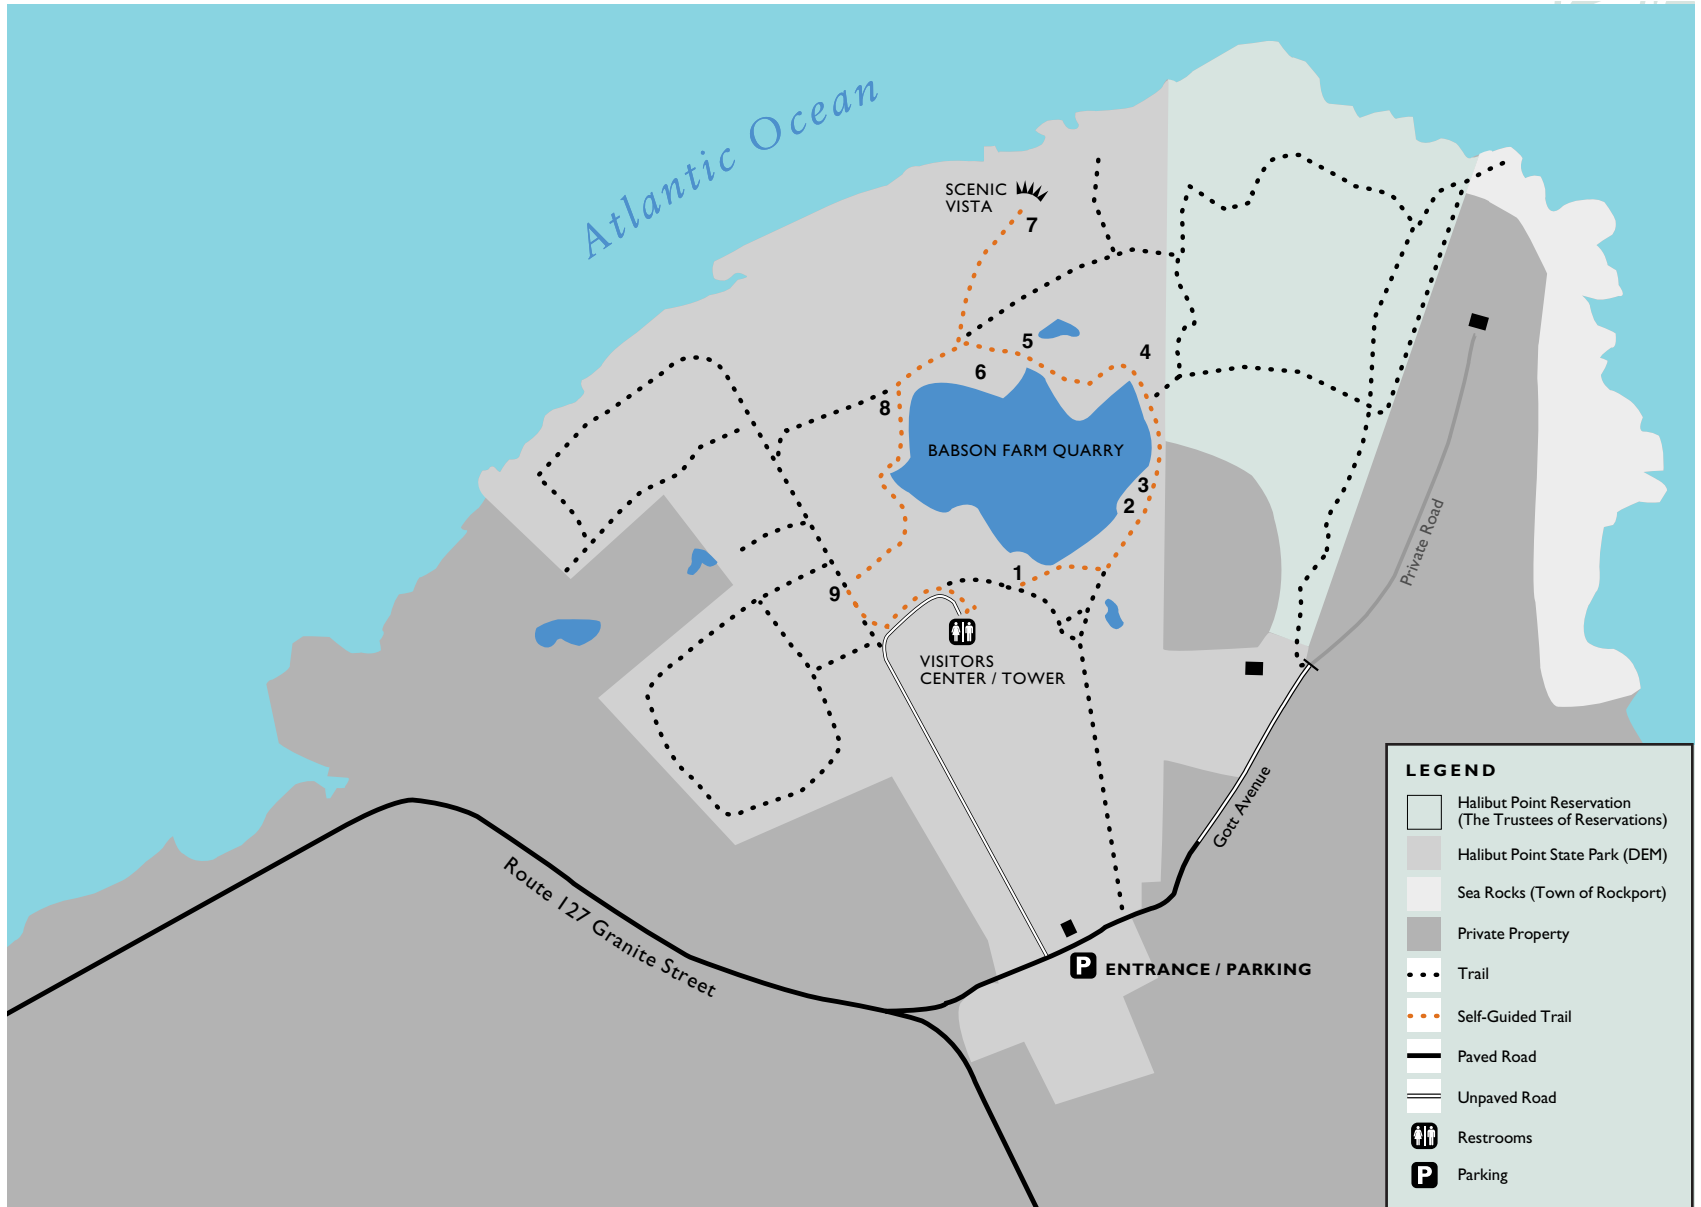 Atlantic Ocean
SCENIC
VISTA
7
5
4
6
8
BABSON FARM QUARRY
3
2
1
9
VISITORS
CENTER / TOWER
Private Road
Gott Avenue
Route 127 Granite Street
P ENTRANCE / PARKING
LEGEND
Halibut Point Reservation
(The Trustees of Reservations)
Halibut Point State Park (DEM)
Sea Rocks (Town of Rockport)
Private Property
Trail
Self-Guided Trail
Paved Road
Unpaved Road
Restrooms
P Parking